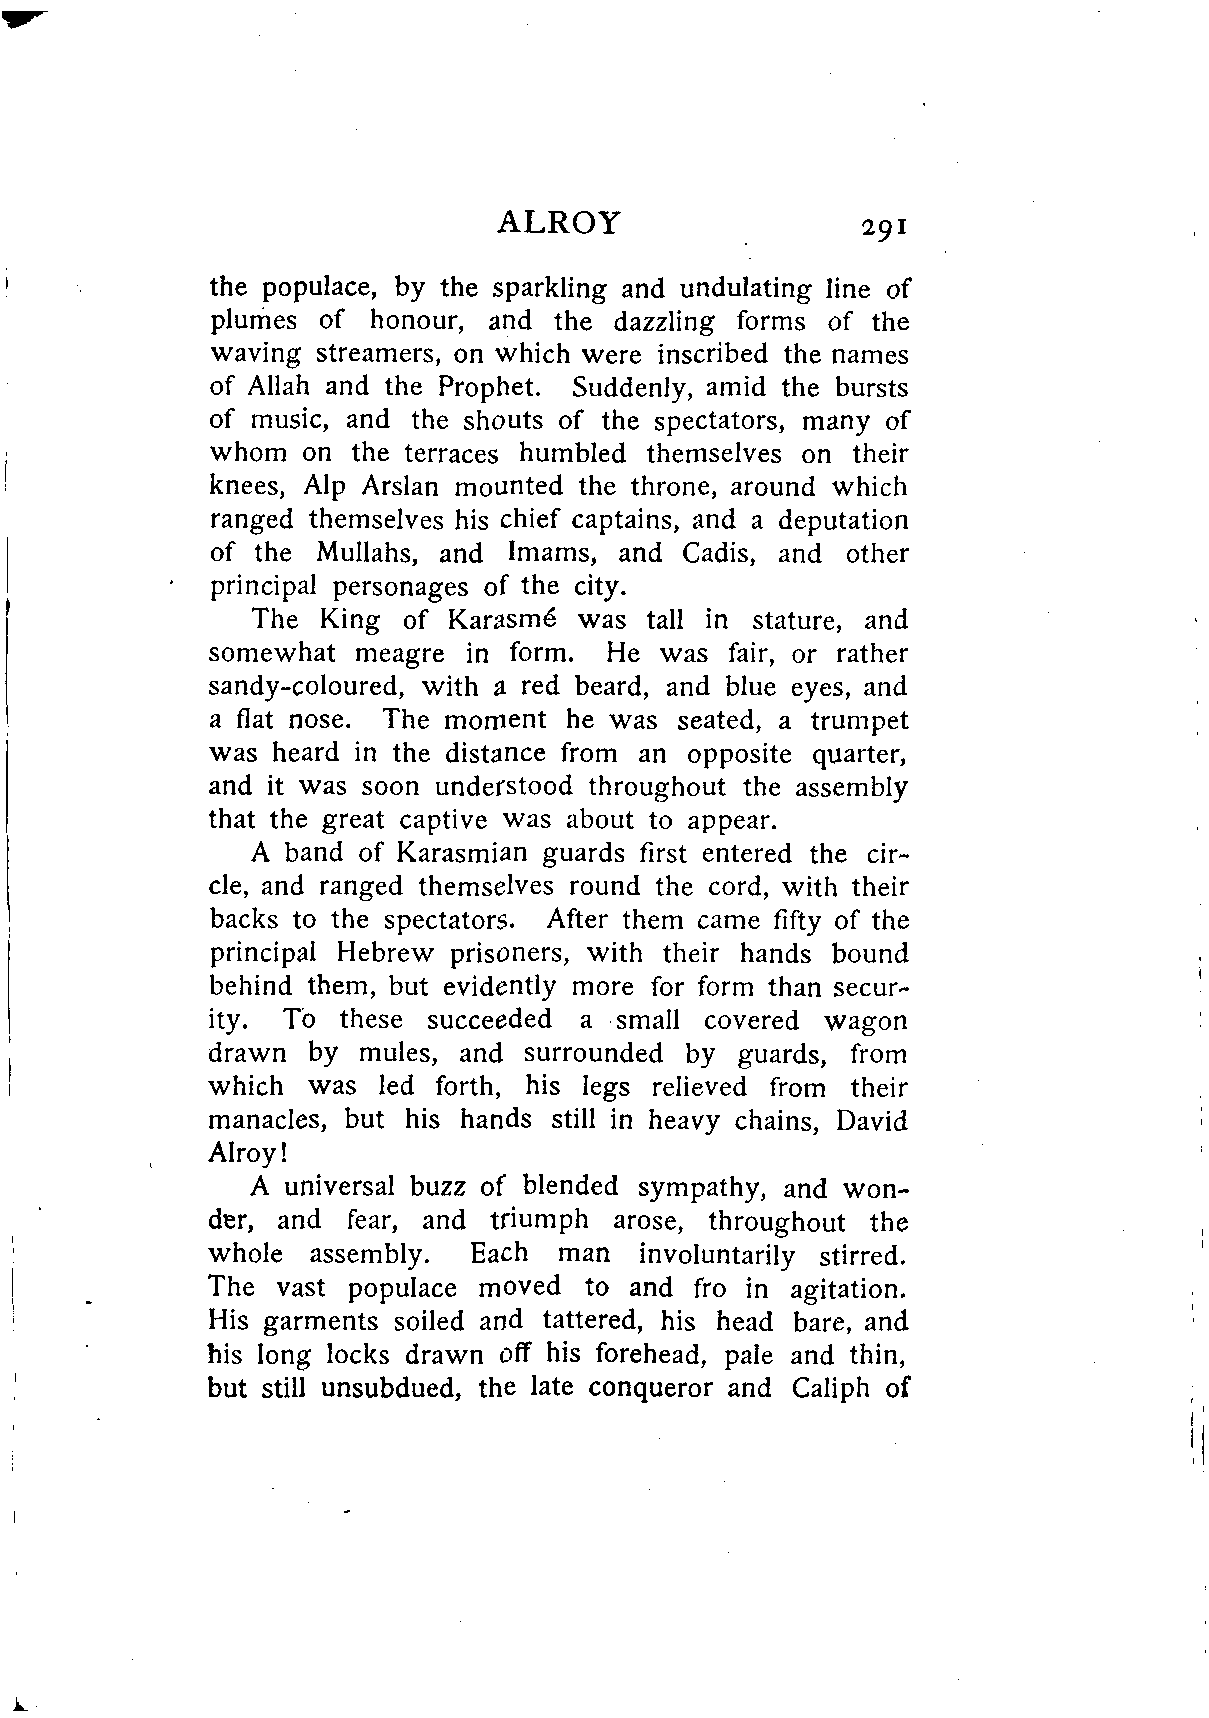 ALROY 291
the populace, by the sparkling and undulating line of
plumes of honour, and the dazzling forms of the
waving streamers, on which were inscribed the names
of Allah and the Prophet. Suddenly, amid the bursts
of music, and the shouts of the spectators, many of
whom on the terraces humbled themselves on their
knees, Alp Arslan mounted the throne, around which
ranged themselves his chief captains, and a deputation
of the Mullahs, and Imams, and Cadis, and other
principal personages of the city.
The King of Karasmé was tall in stature, and
somewhat meagre in form. He was fair, or rather
sandy-coloured, with a red beard, and blue eyes, and
a flat nose. The moment he was seated, a trumpet
was heard in the distance from an opposite quarter,
and it was soon understood throughout the assembly
that the great captive was about to appear.
A band of Karasmian guards first entered the cir-
cle, and ranged themselves round the cord, with their
backs to the spectators. After them came fifty of the
principal Hebrew prisoners, with their hands bound
behind them, but evidently more for form than secur-
ity. To these succeeded a small covered wagon
drawn by mules, and surrounded by guards, from
which was led forth, his legs relieved from their
manacles, but his hands still in heavy chains, David
Alroy!
A universal buzz of blended sympathy, and won-
der, and fear, and triumph arose, throughout the
whole assembly. Each man involuntarily stirred.
The vast populace moved to and fro in agitation.
His garments soiled and tattered, his head bare, and
his long locks drawn off his forehead, pale and thin,
but still unsubdued, the late conqueror and Caliph of